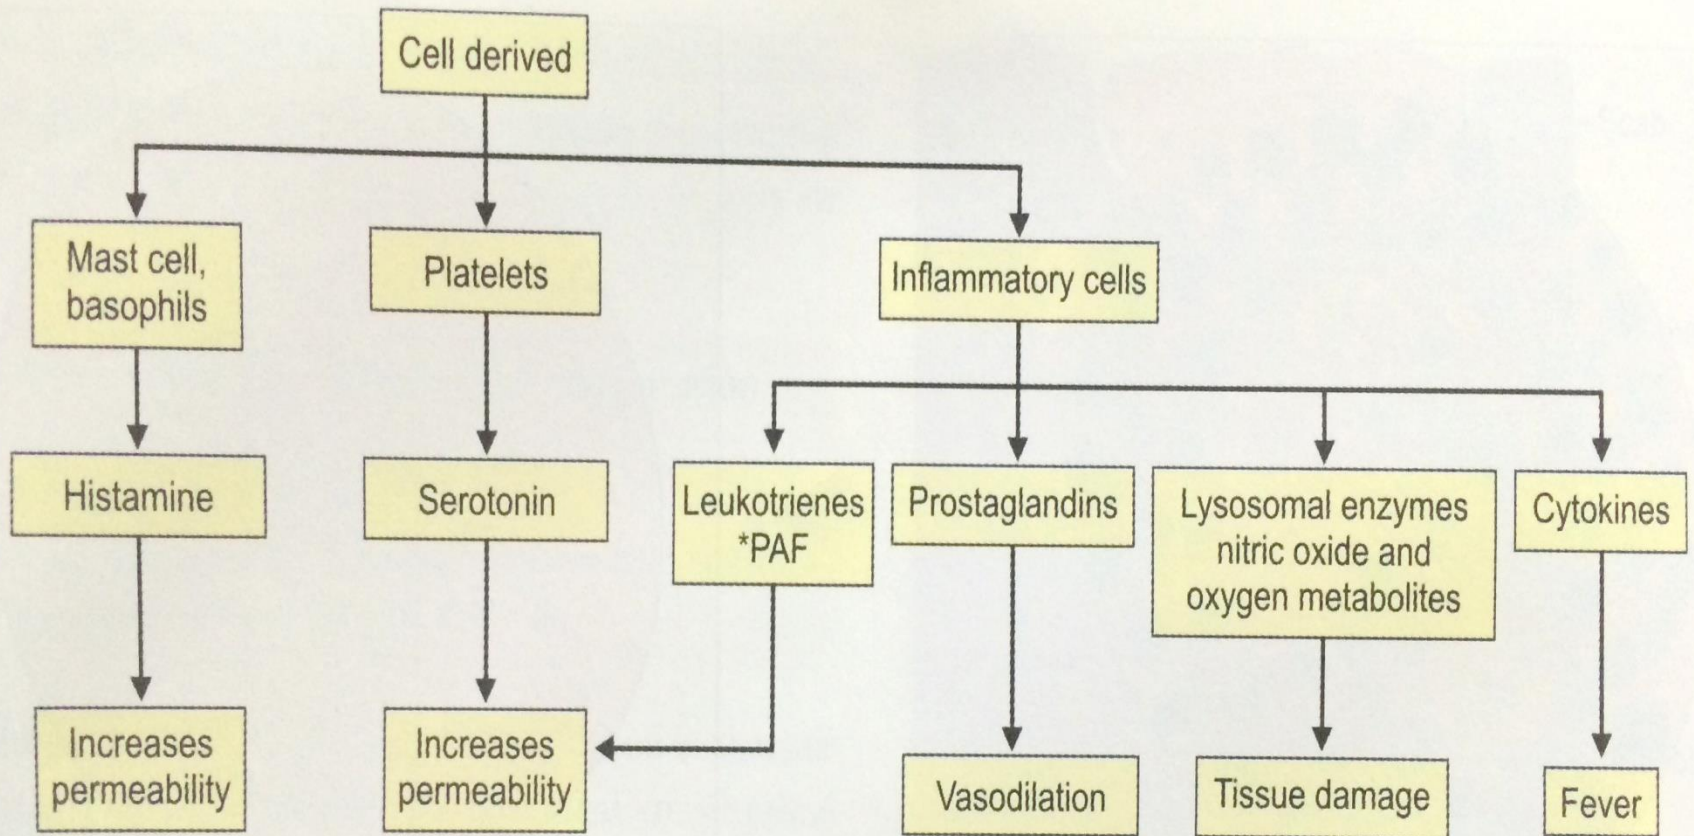 Cell derived
Mast cell,
basophils
Platelets
Inflammatory cells
Histamine
Serotonin
Leukotrienes
*PAF
Prostaglandins
Lysosomal enzymes
nitric oxide and
oxygen metabolites
Cytokines
Increases
permeability
Increases
permeability
Vasodilation
Tissue damage
Fever